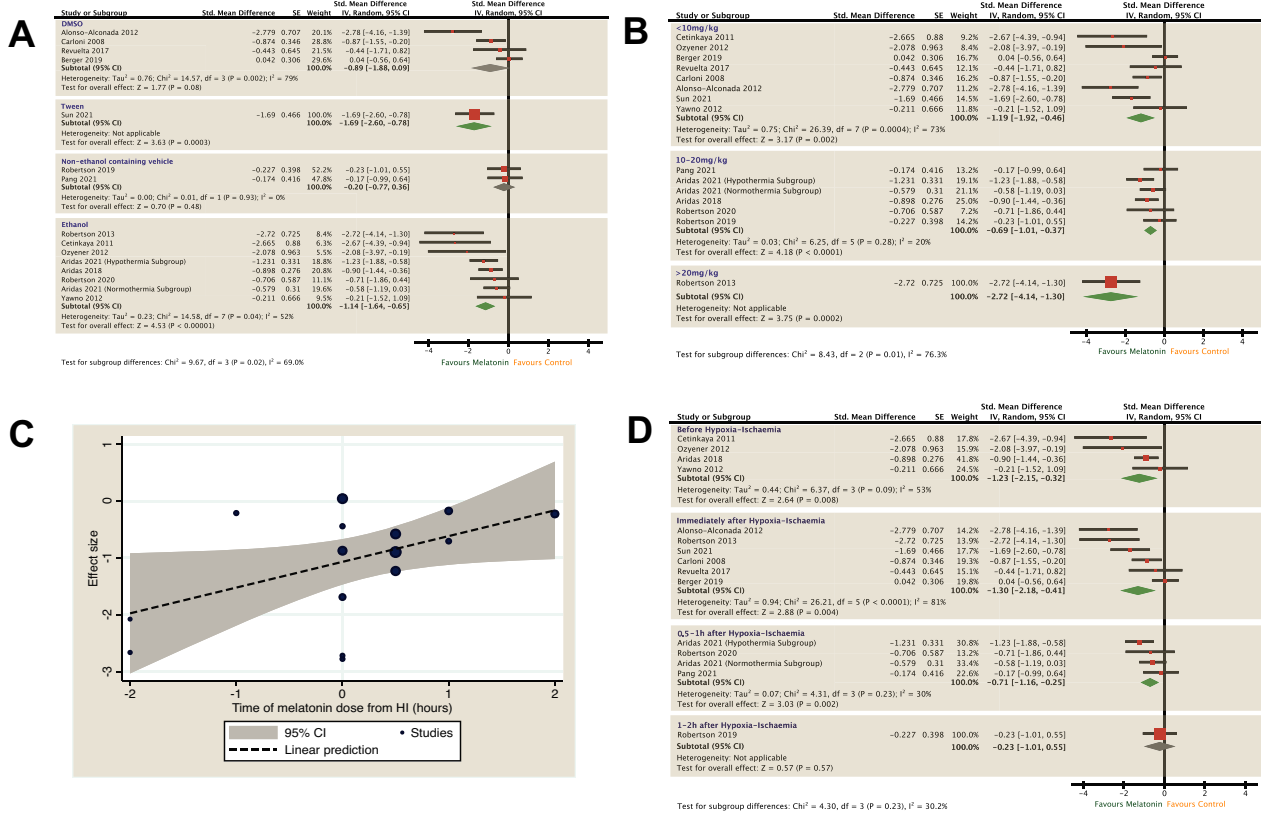 A
Std. Mean Difference Std. Mean Difference
Study or Subgroup Std. Mean Difference SE Weight IV, Random, 95% CI IV, Random, 95% CI
DMSO
Alonso-Alconada 2012 −2.779 0.707 20.1% −2.78 [−4.16, −1.39]
Carloni 2008 −0.874 0.346 28.8% −0.87 [−1.55, −0.20]
Revuelta 2017 −0.443 0.645 21.5% −0.44 [−1.71, 0.82]
Berger 2019 0.042 0.306 29.6% 0.04 [−0.56, 0.64]
Subtotal (95% CI) 100.0% −0.89 [−1.88, 0.09]
Heterogeneity: Tau² = 0.76; Chi² = 14.57, df = 3 (P = 0.002); I² = 79%
Test for overall effect: Z = 1.77 (P = 0.08)
Tween
Sun 2021 −1.69 0.466 100.0% −1.69 [−2.60, −0.78]
Subtotal (95% CI) 100.0% −1.69 [−2.60, −0.78]
Heterogeneity: Not applicable
Test for overall effect: Z = 3.63 (P = 0.0003)
Non-ethanol containing vehicle
Robertson 2019 −0.227 0.398 52.2% −0.23 [−1.01, 0.55]
Pang 2021 −0.174 0.416 47.8% −0.17 [−0.99, 0.64]
Subtotal (95% CI) 100.0% −0.20 [−0.77, 0.36]
Heterogeneity: Tau² = 0.00; Chi² = 0.01, df = 1 (P = 0.93); I² = 0%
Test for overall effect: Z = 0.70 (P = 0.48)
Ethanol
Robertson 2013 −2.72 0.725 8.4% −2.72 [−4.14, −1.30]
Cetinkaya 2011 −2.665 0.88 6.3% −2.67 [−4.39, −0.94]
Ozyener 2012 −2.078 0.963 5.5% −2.08 [−3.97, −0.19]
Aridas 2021 (Hypothermia Subgroup) −1.231 0.331 18.8% −1.23 [−1.88, −0.58]
Aridas 2018 −0.898 0.276 20.8% −0.90 [−1.44, −0.36]
Robertson 2020 −0.706 0.587 11.1% −0.71 [−1.86, 0.44]
Aridas 2021 (Normothermia Subgroup) −0.579 0.31 19.6% −0.58 [−1.19, 0.03]
Yawno 2012 −0.211 0.666 9.5% −0.21 [−1.52, 1.09]
Subtotal (95% CI) 100.0% −1.14 [−1.64, −0.65]
Heterogeneity: Tau² = 0.23; Chi² = 14.58, df = 7 (P = 0.04); I² = 52%
Test for overall effect: Z = 4.53 (P < 0.00001)
−4 −2 0 2 4
Favours Melatonin Favours Control
Test for subgroup differences: Chi² = 9.67, df = 3 (P = 0.02), I² = 69.0%
B
Std. Mean Difference Std. Mean Difference
Study or Subgroup Std. Mean Difference SE Weight IV, Random, 95% CI IV, Random, 95% CI
<10mg/kg
Cetinkaya 2011 −2.665 0.88 9.2% −2.67 [−4.39, −0.94]
Ozyener 2012 −2.078 0.963 8.4% −2.08 [−3.97, −0.19]
Berger 2019 0.042 0.306 16.7% 0.04 [−0.56, 0.64]
Revuelta 2017 −0.443 0.645 12.1% −0.44 [−1.71, 0.82]
Carloni 2008 −0.874 0.346 16.2% −0.87 [−1.55, −0.20]
Alonso-Alconada 2012 −2.779 0.707 11.2% −2.78 [−4.16, −1.39]
Sun 2021 −1.69 0.466 14.5% −1.69 [−2.60, −0.78]
Yawno 2012 −0.211 0.666 11.8% −0.21 [−1.52, 1.09]
Subtotal (95% CI) 100.0% −1.19 [−1.92, −0.46]
Heterogeneity: Tau² = 0.75; Chi² = 26.39, df = 7 (P = 0.0004); I² = 73%
Test for overall effect: Z = 3.17 (P = 0.002)
10–20mg/kg
Pang 2021 −0.174 0.416 13.2% −0.17 [−0.99, 0.64]
Aridas 2021 (Hypothermia Subgroup) −1.231 0.331 19.1% −1.23 [−1.88, −0.58]
Aridas 2021 (Normothermia Subgroup) −0.579 0.31 21.1% −0.58 [−1.19, 0.03]
Aridas 2018 −0.898 0.276 25.0% −0.90 [−1.44, −0.36]
Robertson 2020 −0.706 0.587 7.2% −0.71 [−1.86, 0.44]
Robertson 2019 −0.227 0.398 14.2% −0.23 [−1.01, 0.55]
Subtotal (95% CI) 100.0% −0.69 [−1.01, −0.37]
Heterogeneity: Tau² = 0.03; Chi² = 6.25, df = 5 (P = 0.28); I² = 20%
Test for overall effect: Z = 4.18 (P < 0.0001)
>20mg/kg
Robertson 2013 −2.72 0.725 100.0% −2.72 [−4.14, −1.30]
Subtotal (95% CI) 100.0% −2.72 [−4.14, −1.30]
Heterogeneity: Not applicable
Test for overall effect: Z = 3.75 (P = 0.0002)
−4 −2 0 2 4
Favours Melatonin Favours Control
Test for subgroup differences: Chi² = 8.43, df = 2 (P = 0.01), I² = 76.3%
C
Effect size
1
0
-1
-2
-3
-2 -1 0 1 2
Time of melatonin dose from HI (hours)
95% CI Studies
Linear prediction
D
Std. Mean Difference Std. Mean Difference
Study or Subgroup Std. Mean Difference SE Weight IV, Random, 95% CI IV, Random, 95% CI
Before Hypoxia-Ischaemia
Cetinkaya 2011 −2.665 0.88 17.8% −2.67 [−4.39, −0.94]
Ozyener 2012 −2.078 0.963 15.9% −2.08 [−3.97, −0.19]
Aridas 2018 −0.898 0.276 41.8% −0.90 [−1.44, −0.36]
Yawno 2012 −0.211 0.666 24.5% −0.21 [−1.52, 1.09]
Subtotal (95% CI) 100.0% −1.23 [−2.15, −0.32]
Heterogeneity: Tau² = 0.44; Chi² = 6.37, df = 3 (P = 0.09); I² = 53%
Test for overall effect: Z = 2.64 (P = 0.008)
Immediately after Hypoxia-Ischaemia
Alonso-Alconada 2012 −2.779 0.707 14.2% −2.78 [−4.16, −1.39]
Robertson 2013 −2.72 0.725 13.9% −2.72 [−4.14, −1.30]
Sun 2021 −1.69 0.466 17.7% −1.69 [−2.60, −0.78]
Carloni 2008 −0.874 0.346 19.2% −0.87 [−1.55, −0.20]
Revuelta 2017 −0.443 0.645 15.1% −0.44 [−1.71, 0.82]
Berger 2019 0.042 0.306 19.8% 0.04 [−0.56, 0.64]
Subtotal (95% CI) 100.0% −1.30 [−2.18, −0.41]
Heterogeneity: Tau² = 0.94; Chi² = 26.21, df = 5 (P < 0.0001); I² = 81%
Test for overall effect: Z = 2.88 (P = 0.004)
0.5-1h after Hypoxia-Ischaemia
Aridas 2021 (Hypothermia Subgroup) −1.231 0.331 30.8% −1.23 [−1.88, −0.58]
Robertson 2020 −0.706 0.587 13.2% −0.71 [−1.86, 0.44]
Aridas 2021 (Normothermia Subgroup) −0.579 0.31 33.4% −0.58 [−1.19, 0.03]
Pang 2021 −0.174 0.416 22.6% −0.17 [−0.99, 0.64]
Subtotal (95% CI) 100.0% −0.71 [−1.16, −0.25]
Heterogeneity: Tau² = 0.07; Chi² = 4.31, df = 3 (P = 0.23); I² = 30%
Test for overall effect: Z = 3.03 (P = 0.002)
1-2h after Hypoxia-Ischaemia
Robertson 2019 −0.227 0.398 100.0% −0.23 [−1.01, 0.55]
Subtotal (95% CI) 100.0% −0.23 [−1.01, 0.55]
Heterogeneity: Not applicable
Test for overall effect: Z = 0.57 (P = 0.57)
−4 −2 0 2 4
Favours Melatonin Favours Control
Test for subgroup differences: Chi² = 4.30, df = 3 (P = 0.23), I² = 30.2%